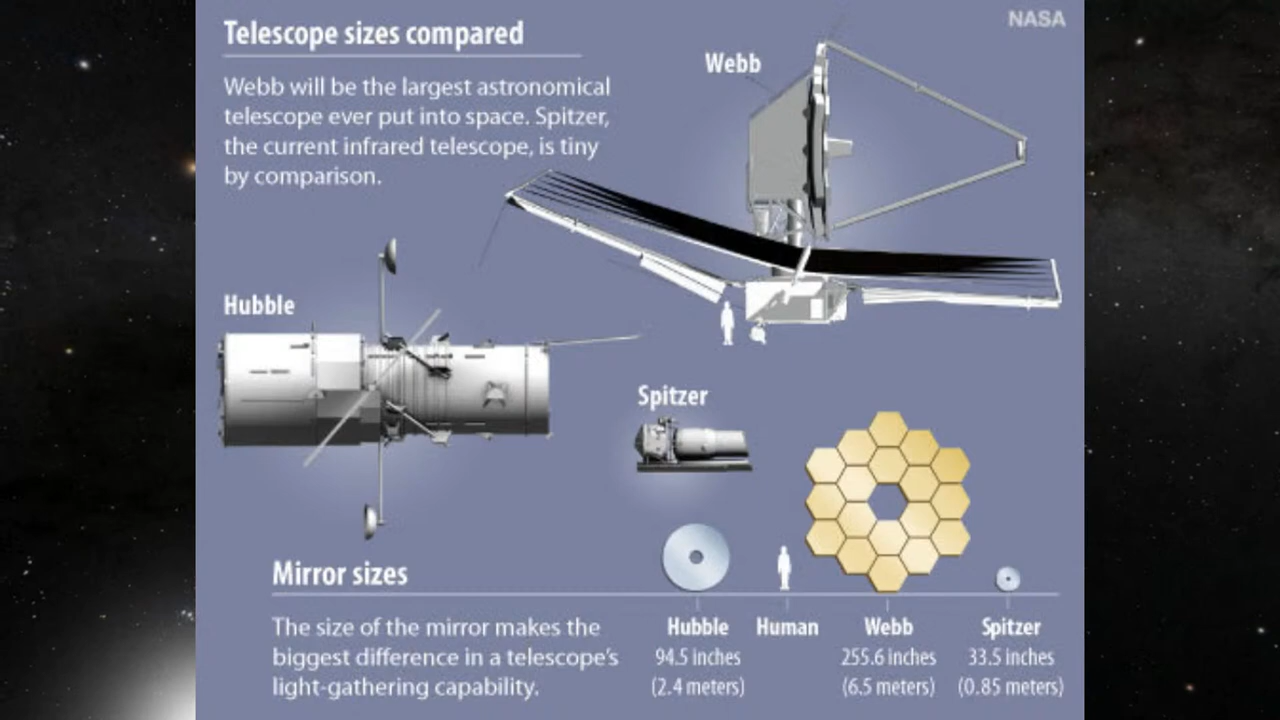 NASA
Telescope sizes compared
Webb will be the largest astronomical
telescope ever put into space. Spitzer,
the current infrared telescope, is tiny
by comparison.
Webb
Hubble
Spitzer
Mirror sizes
The size of the mirror makes the
biggest difference in a telescope's
light-gathering capability.
Hubble
94.5 inches
(2.4 meters)
Human
Webb
255.6 inches
(6.5 meters)
Spitzer
33.5 inches
(0.85 meters)